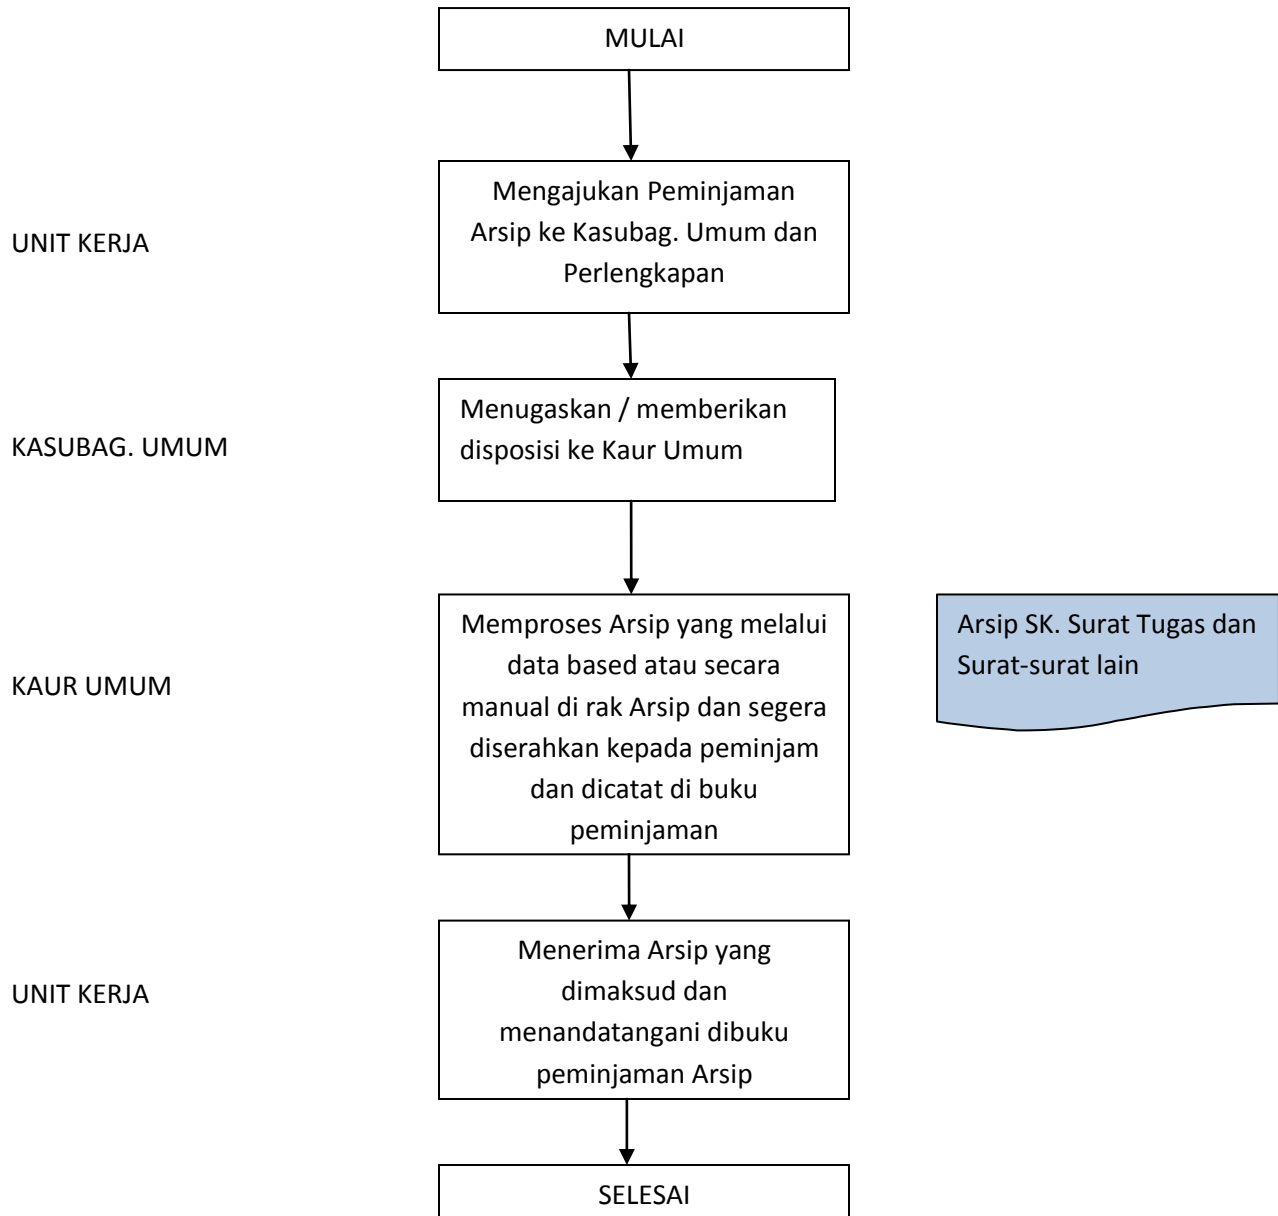 MULAI
UNIT KERJA
Mengajukan Peminjaman
Arsip ke Kasubag. Umum dan
Perlengkapan
KASUBAG. UMUM
Menugaskan / memberikan
disposisi ke Kaur Umum
KAUR UMUM
Memproses Arsip yang melalui
data based atau secara
manual di rak Arsip dan segera
diserahkan kepada peminjam
dan dicatat di buku
peminjaman
Arsip SK. Surat Tugas dan
Surat-surat lain
UNIT KERJA
Menerima Arsip yang
dimaksud dan
menandatangani dibuku
peminjaman Arsip
SELESAI